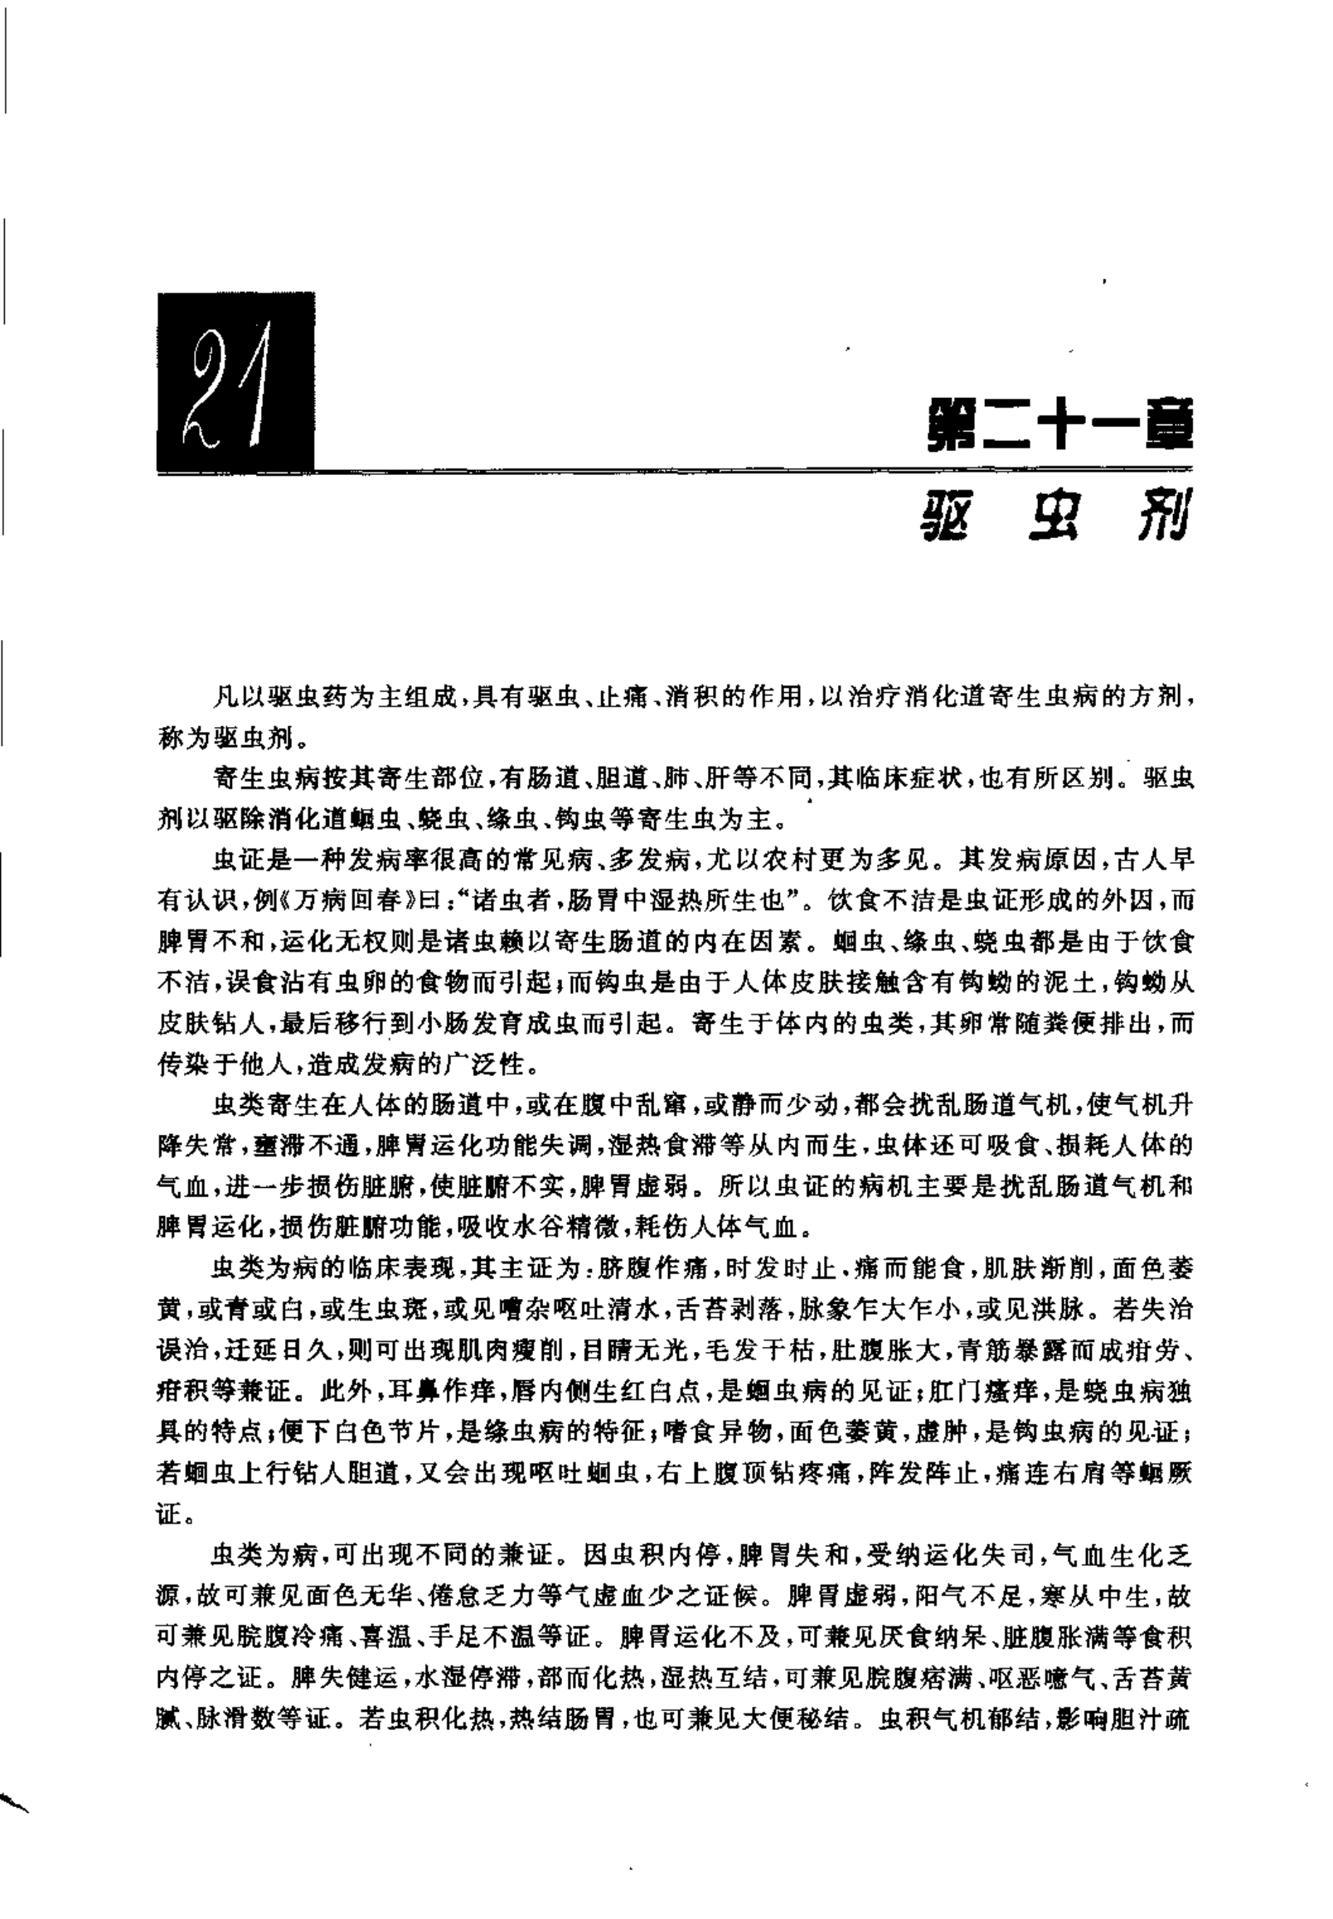 21
第二十一章
驱虫剂
凡以驱虫药为主组成，具有驱虫、止痛、消积的作用，以治疗消化道寄生虫病的方剂，
称为驱虫剂。
寄生虫病按其寄生部位，有肠道、胆道、肺、肝等不同，其临床症状，也有所区别。驱虫
剂以驱除消化道蛔虫、蛲虫、绦虫、钩虫等寄生虫为主。
虫证是一种发病率很高的常见病、多发病，尤以农村更为多见。其发病原因，古人早
有认识，例《万病回春》曰：“诸虫者，肠胃中湿热所生也”。饮食不洁是虫证形成的外因，而
脾胃不和，运化无权则是诸虫赖以寄生肠道的内在因素。蛔虫、绦虫、蛲虫都是由于饮食
不洁，误食沾有虫卵的食物而引起；而钩虫是由于人体皮肤接触含有钩蚴的泥土，钩蚴从
皮肤钻人，最后移行到小肠发育成虫而引起。寄生于体内的虫类，其卵常随粪便排出，而
传染于他人，造成发病的广泛性。
虫类寄生在人体的肠道中，或在腹中乱窜，或静而少动，都会扰乱肠道气机，使气机升
降失常，壅滞不通，脾胃运化功能失调，湿热食滞等从内而生，虫体还可吸食、损耗人体的
气血，进一步损伤脏腑，使脏腑不实，脾胃虚弱。所以虫证的病机主要是扰乱肠道气机和
脾胃运化，损伤脏腑功能，吸收水谷精微，耗伤人体气血。
虫类为病的临床表现，其主证为：脐腹作痛，时发时止，痛而能食，肌肤渐削，面色萎
黄，或青或白，或生虫斑，或见嘈杂呕吐清水，舌苔剥落，脉象乍大乍小，或见洪脉。若失治
误治，迁延日久，则可出现肌肉瘦削，目睛无光，毛发干枯，肚腹胀大，青筋暴露而成疳劳、
疳积等兼证。此外，耳鼻作痒，唇内侧生红白点，是蛔虫病的见证；肛门瘙痒，是蛲虫病独
具的特点；便下白色节片，是绦虫病的特征；嗜食异物，面色萎黄，虚肿，是钩虫病的见证；
若蛔虫上行钻人胆道，又会出现呕吐蛔虫，右上腹顶钻疼痛，阵发阵止，痛连右肩等蛔厥
证。
虫类为病，可出现不同的兼证。因虫积内停，脾胃失和，受纳运化失司，气血生化乏
源，故可兼见面色无华、倦怠乏力等气虚血少之证候。脾胃虚弱，阳气不足，寒从中生，故
可兼见脘腹冷痛、喜温、手足不温等证。脾胃运化不及，可兼见厌食纳呆、脏腹胀满等食积
内停之证。脾失健运，水湿停滞，部而化热，湿热互结，可兼见脘腹痞满、呕恶噫气、舌苔黄
腻、脉滑数等证。若虫积化热，热结肠胃，也可兼见大便秘结。虫积气机郁结，影响胆汁疏